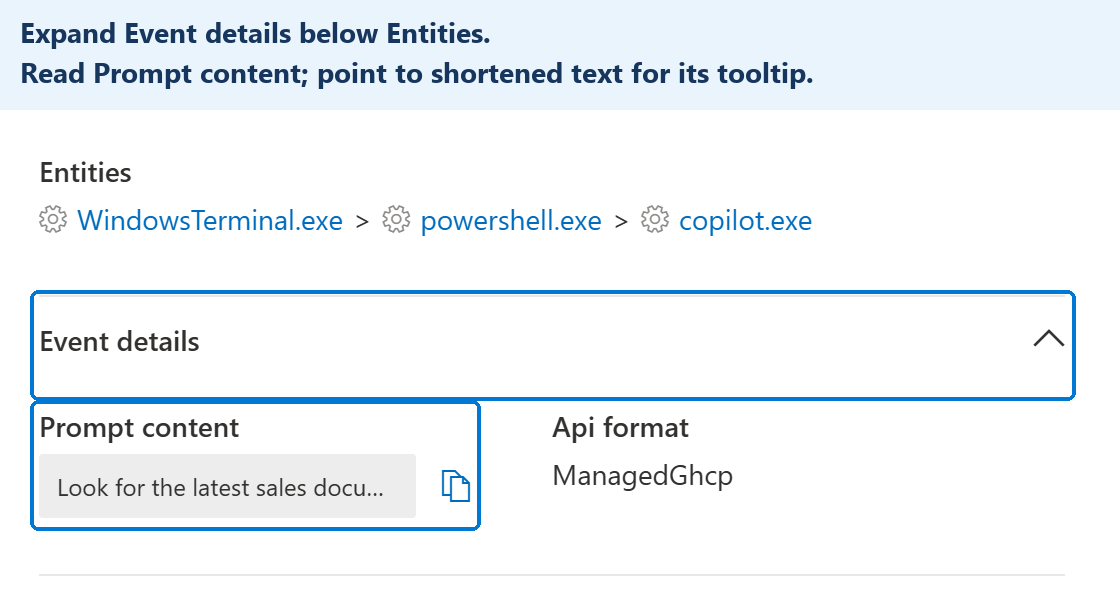 Expand Event details below Entities.
Read Prompt content; point to shortened text for its tooltip.
Entities
WindowsTerminal.exe > powershell.exe > copilot.exe
Event details
Prompt content
Api format
Look for the latest sales docu...
ManagedGhcp